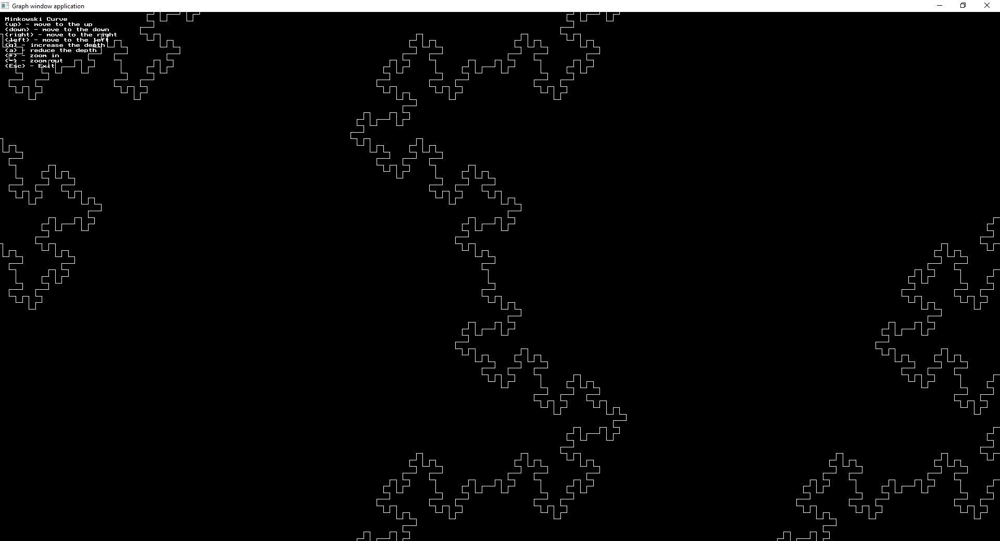 Graph window application
Minkowski Curve
<up> - move to the up
<down> - move to the down
<right> - move to the right
<left> - move to the left
<q> - increase the depth
<a> - reduce the depth
<+> - zoom in
<-> - zoom out
<Esc> - Exit